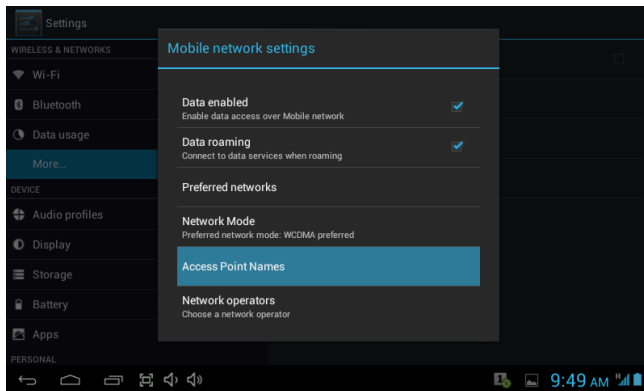 Settings
WIRELESS & NETWORKS
Wi-Fi
Bluetooth
Data usage
More...
DEVICE
Audio profiles
Display
Storage
Battery
Apps
PERSONAL
Mobile network settings
Data enabled
Enable data access over Mobile network
Data roaming
Connect to data services when roaming
Preferred networks
Network Mode
Preferred network mode: WCDMA preferred
Access Point Names
Network operators
Choose a network operator
9:49 AM
H